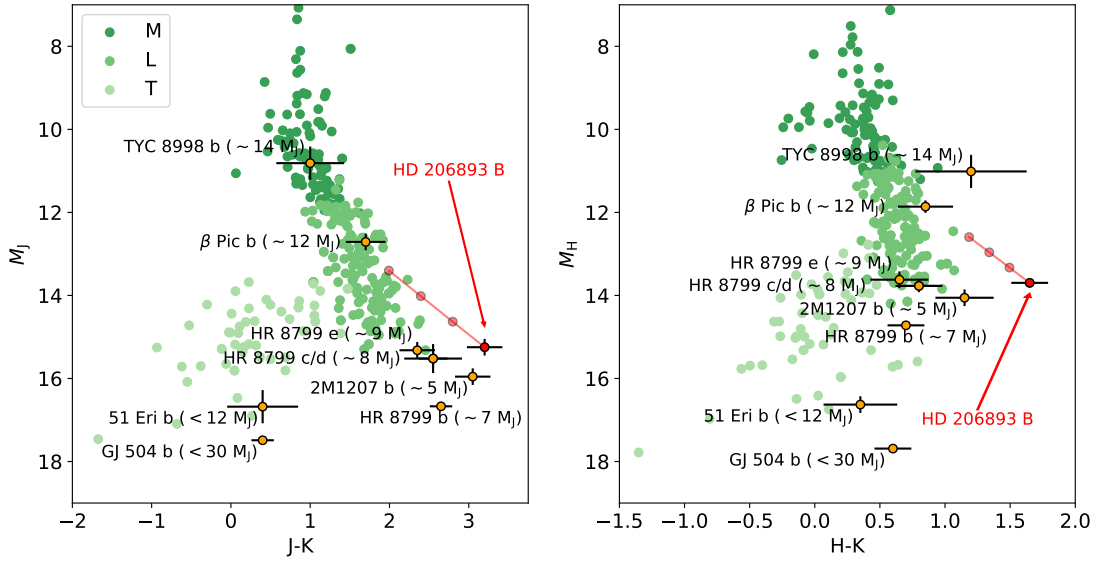 M
L
T
TYC 8998 b (~ 14 M_J)
HD 206893 B
β Pic b (~ 12 M_J)
HR 8799 e (~ 9 M_J)
HR 8799 c/d (~ 8 M_J)
2M1207 b (~ 5 M_J)
51 Eri b (< 12 M_J)
HR 8799 b (~ 7 M_J)
GJ 504 b (< 30 M_J)
8
10
12
14
16
18
M_J
−2
−1
0
1
2
3
J-K
TYC 8998 b (~ 14 M_J)
β Pic b (~ 12 M_J)
HR 8799 e (~ 9 M_J)
HR 8799 c/d (~ 8 M_J)
2M1207 b (~ 5 M_J)
HR 8799 b (~ 7 M_J)
51 Eri b (< 12 M_J)
HD 206893 B
GJ 504 b (< 30 M_J)
8
10
12
14
16
18
M_H
−1.5
−1.0
−0.5
0.0
0.5
1.0
1.5
2.0
H-K